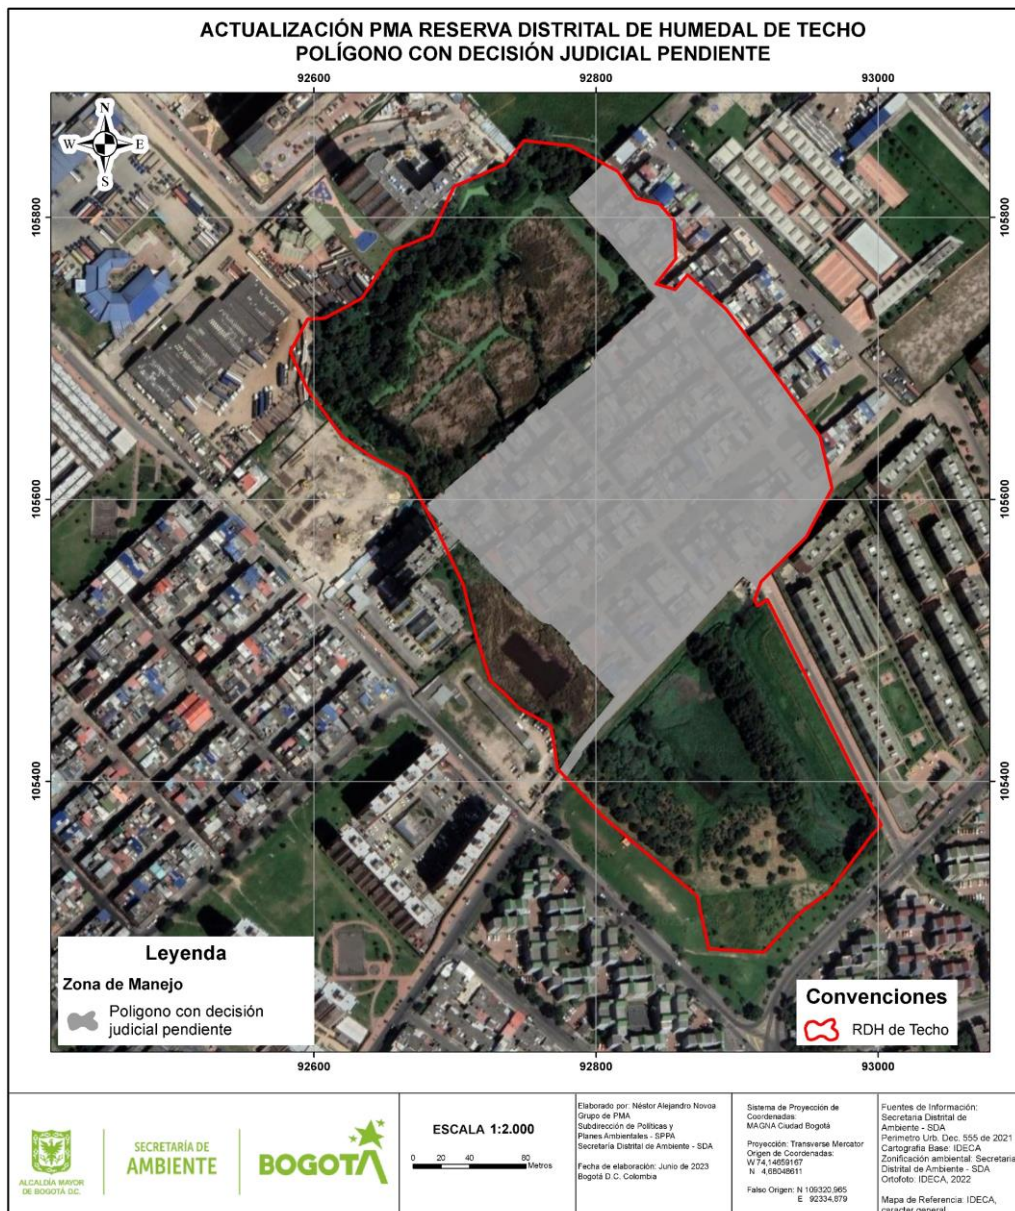 ACTUALIZACIÓN PMA RESERVA DISTRITAL DE HUMEDAL DE TECHO
POLÍGONO CON DECISIÓN JUDICIAL PENDIENTE
92600
92800
93000
N
W
E
S
105800
105800
105600
105600
105400
105400
Leyenda
Zona de Manejo
Poligono con decisión
judicial pendiente
Convenciones
RDH de Techo
92600
92800
93000
ALCALDÍA MAYOR
DE BOGOTÁ D.C.
SECRETARÍA DE
AMBIENTE
BOGOTÁ
ESCALA 1:2.000
0 20 40 80
Metros
Elaborado por: Néstor Alejandro Novoa
Grupo de PMA
Subdirección de Políticas y
Planes Ambientales - SPPA
Secretaría Distrital de Ambiente - SDA
Fecha de elaboración: Junio de 2023
Bogotá D.C. Colombia
Sistema de Proyección de
Coordenadas:
MAGNA Ciudad Bogotá
Proyección: Transverse Mercator
Origen de Coordenadas:
W 74,14659167
N 4,68048611
Falso Origen: N 109320,965
E 92334,879
Fuentes de Información:
Secretaria Distrital de
Ambiente - SDA
Perimetro Urb. Dec. 555 de 2021
Cartografía Base: IDECA
Zonificación ambiental: Secretaria
Distrital de Ambiente - SDA
Ortofoto: IDECA, 2022
Mapa de Referencia: IDECA,
caracter general